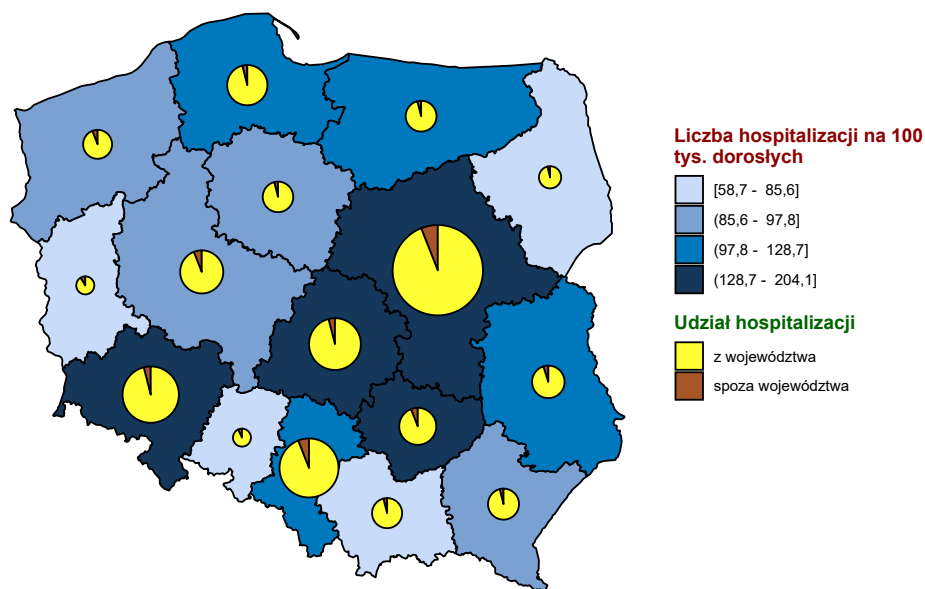 Liczba hospitalizacji na 100
tys. dorosłych
[58,7 - 85,6]
(85,6 - 97,8]
(97,8 - 128,7]
(128,7 - 204,1]
Udział hospitalizacji
z województwa
spoza województwa